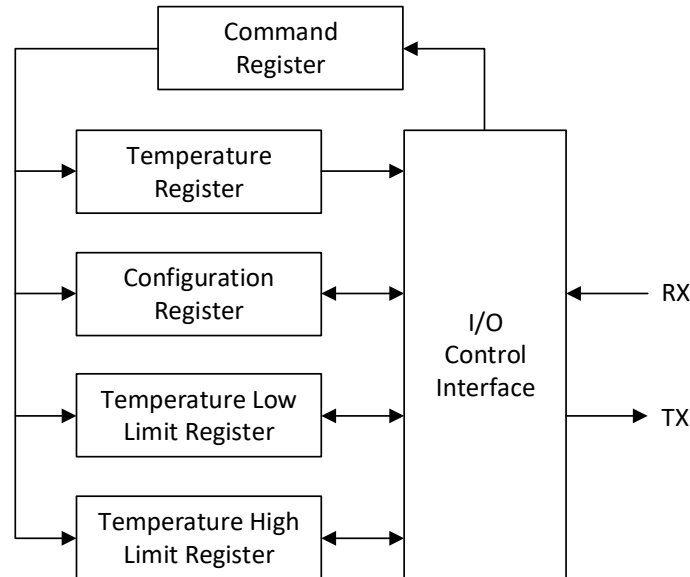 Command
Register
Temperature
Register
Configuration
Register
Temperature Low
Limit Register
Temperature High
Limit Register
I/O
Control
Interface
RX
TX